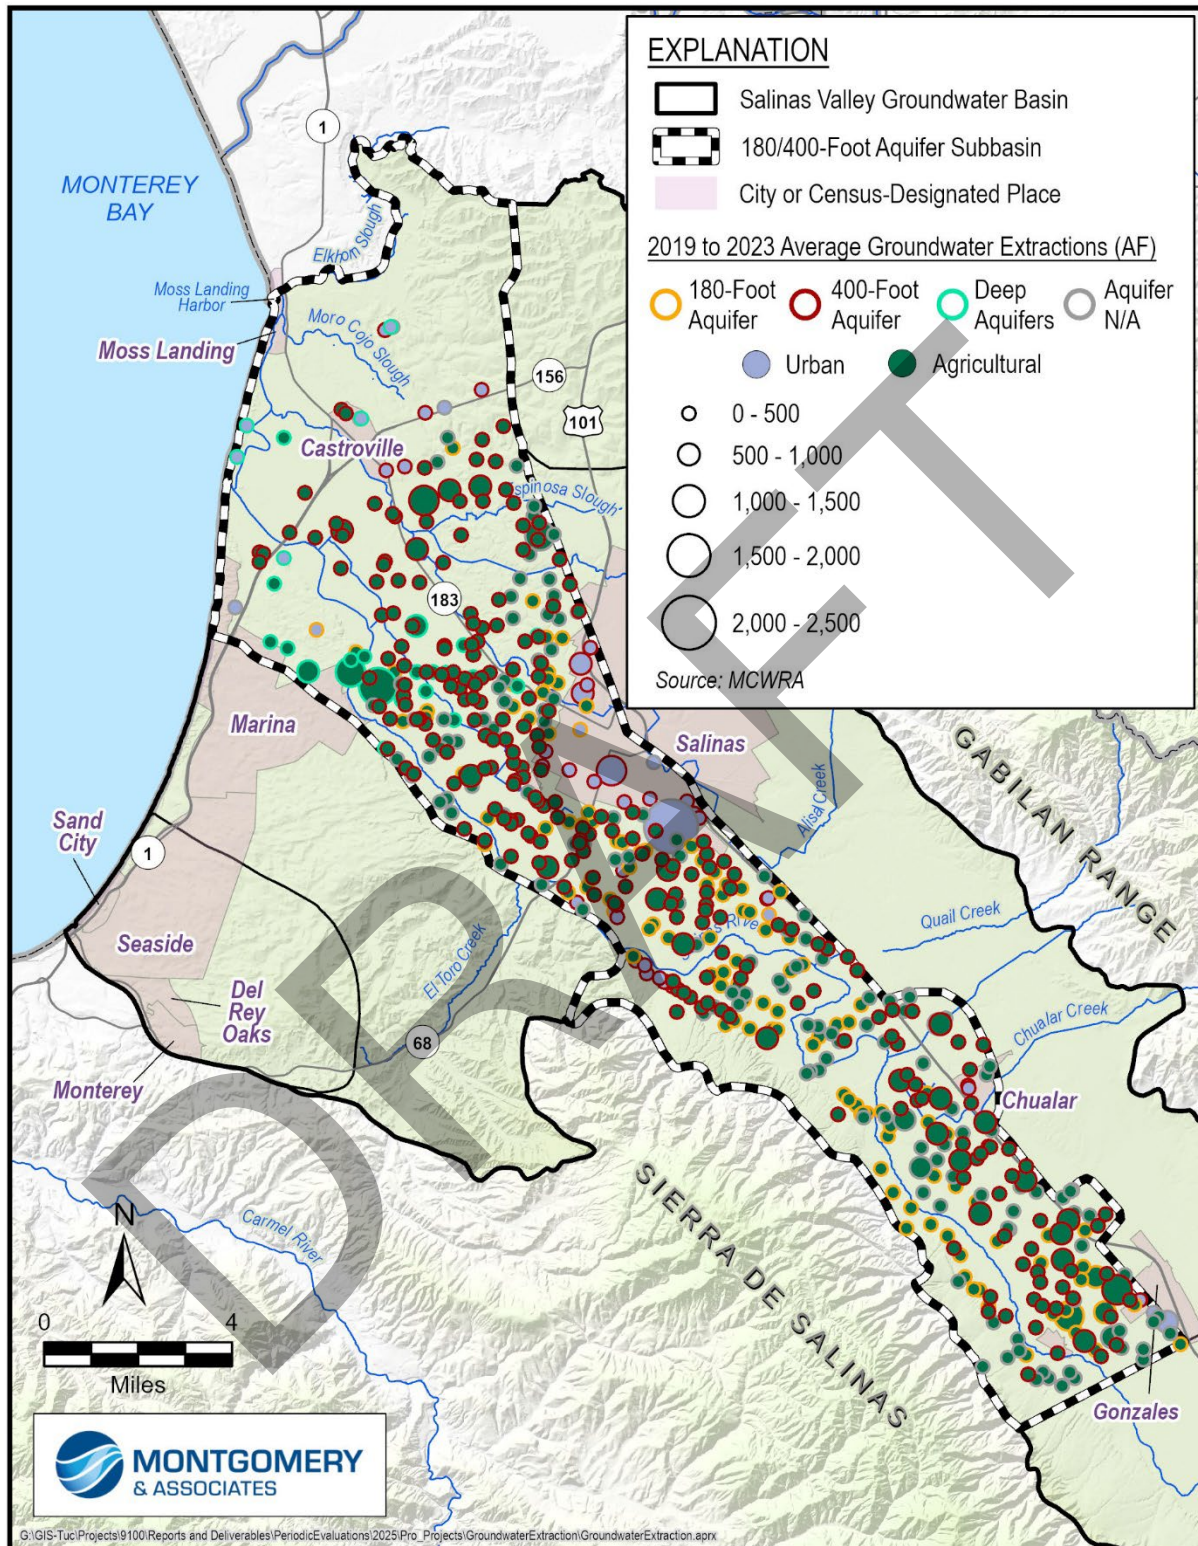 EXPLANATION
Salinas Valley Groundwater Basin
180/400-Foot Aquifer Subbasin
City or Census-Designated Place
2019 to 2023 Average Groundwater Extractions (AF)
180-Foot Aquifer
400-Foot Aquifer
Deep Aquifers
Aquifer N/A
Urban
Agricultural
0 - 500
500 - 1,000
1,000 - 1,500
1,500 - 2,000
2,000 - 2,500
Source: MCWRA
1
MONTEREY
BAY
Elkhorn Slough
Moss Landing
Harbor
Moro Cojo Slough
Moss Landing
156
101
Castroville
spinosa Slough
183
Marina
Salinas
GABILAN RANGE
Alisal Creek
Sand
City
1
Seaside
Quail Creek
El Toro Creek
Del
Rey
Oaks
68
Chualar Creek
Monterey
Chualar
SIERRA DE SALINAS
Carmel River
N
0 4
Miles
Gonzales
DRAFT
MONTGOMERY
& ASSOCIATES
G:\GIS-Tuc\Projects\9100\Reports and Deliverables\PeriodicEvaluations\2025\Pro_Projects\GroundwaterExtraction\GroundwaterExtraction.aprx